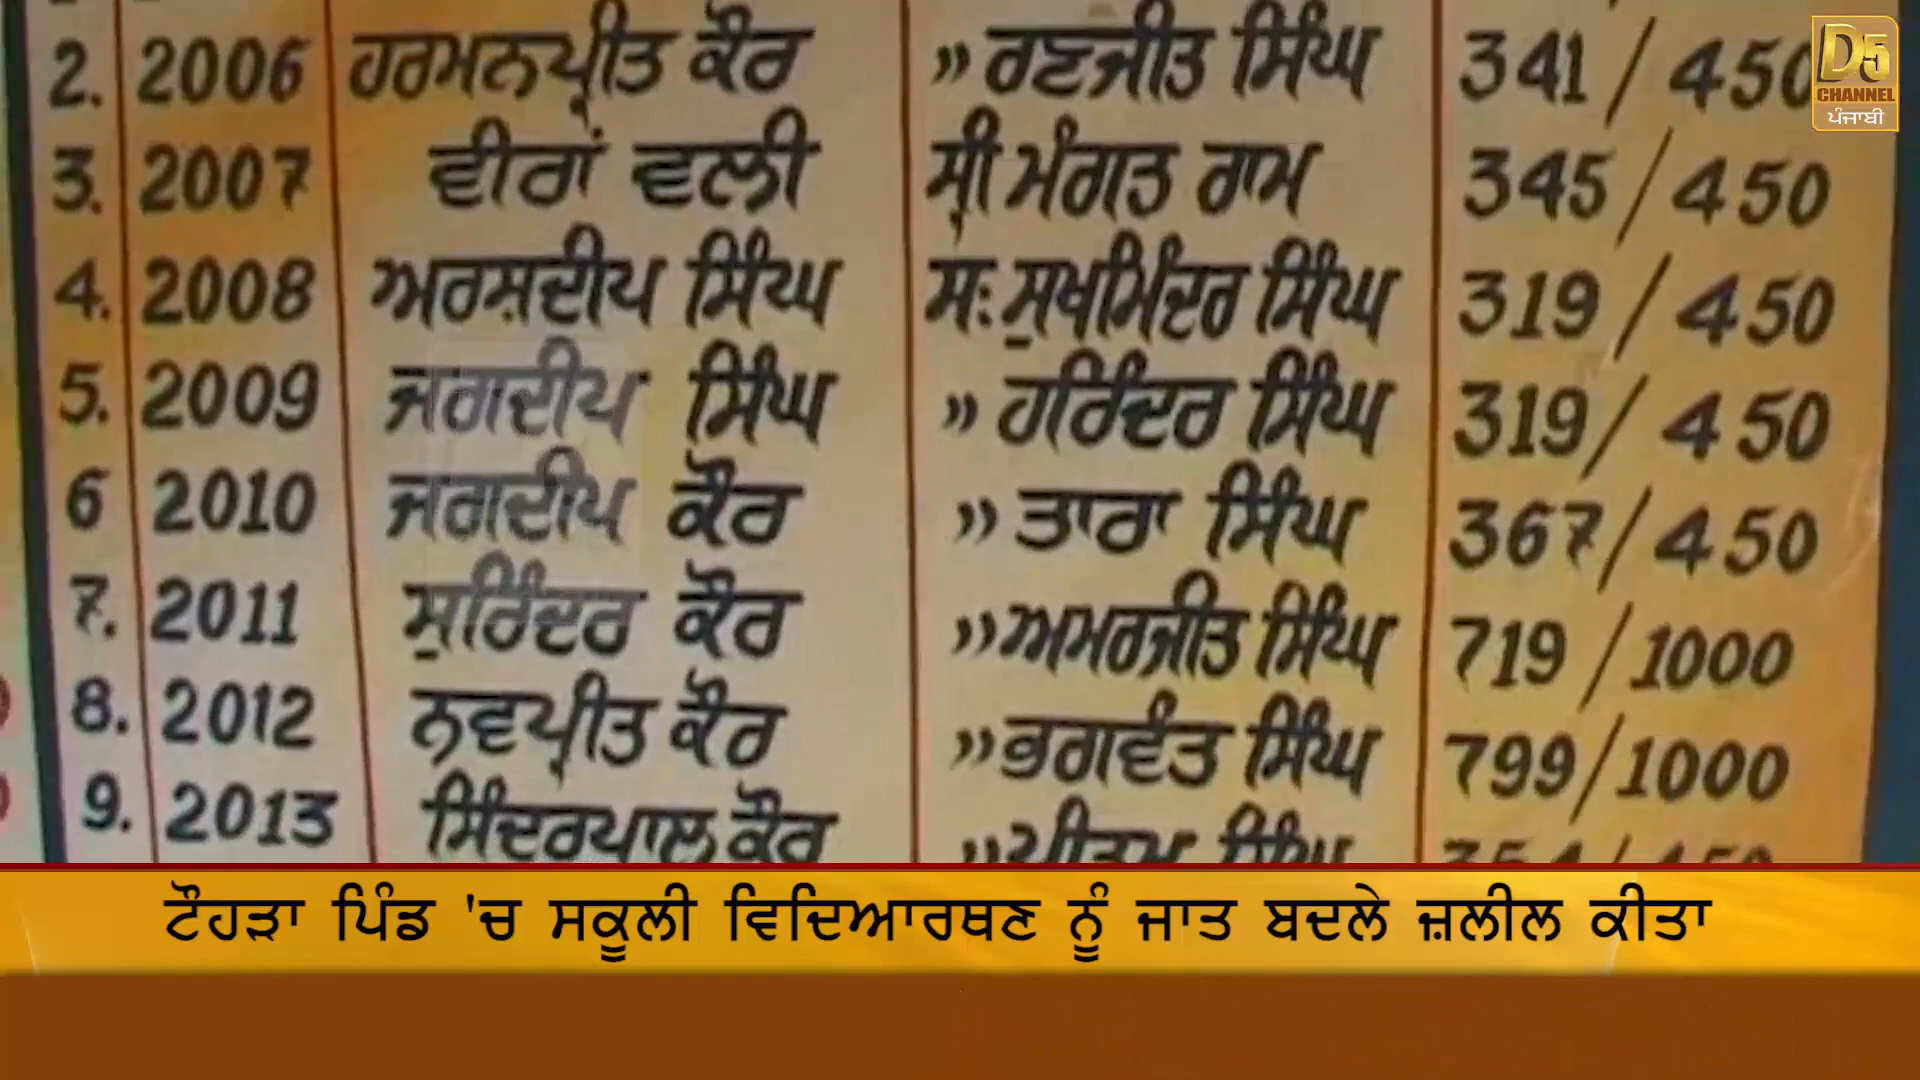 2. 2006 ਹਰਮਨਪ੍ਰੀਤ ਕੌਰ " ਰਣਜੀਤ ਸਿੰਘ 341/450
3. 2007 ਵੀਰਾਂ ਵਾਲੀ ਸ੍ਰੀ ਮੰਗਤ ਰਾਮ 345/450
4. 2008 ਅਰਸ਼ਦੀਪ ਸਿੰਘ ਸ: ਸੁਖਮਿੰਦਰ ਸਿੰਘ 319/450
5. 2009 ਜਗਦੀਪ ਸਿੰਘ " ਹਰਿੰਦਰ ਸਿੰਘ 319/450
6 2010 ਜਗਦੀਪ ਕੌਰ " ਤਾਰਾ ਸਿੰਘ 367/450
7. 2011 ਸੁਰਿੰਦਰ ਕੌਰ " ਅਮਰਜੀਤ ਸਿੰਘ 719/1000
8. 2012 ਨਵਪ੍ਰੀਤ ਕੌਰ " ਭਗਵੰਤ ਸਿੰਘ 799/1000
9. 2013 ਸਿੰਦਰਪਾਲ ਕੌਰ " ਸਿੰਘ
D5
CHANNEL
ਪੰਜਾਬੀ
ਟੌਹੜਾ ਪਿੰਡ 'ਚ ਸਕੂਲੀ ਵਿਦਿਆਰਥਣ ਨੂੰ ਜਾਤ ਬਦਲੇ ਜ਼ਲੀਲ ਕੀਤਾ